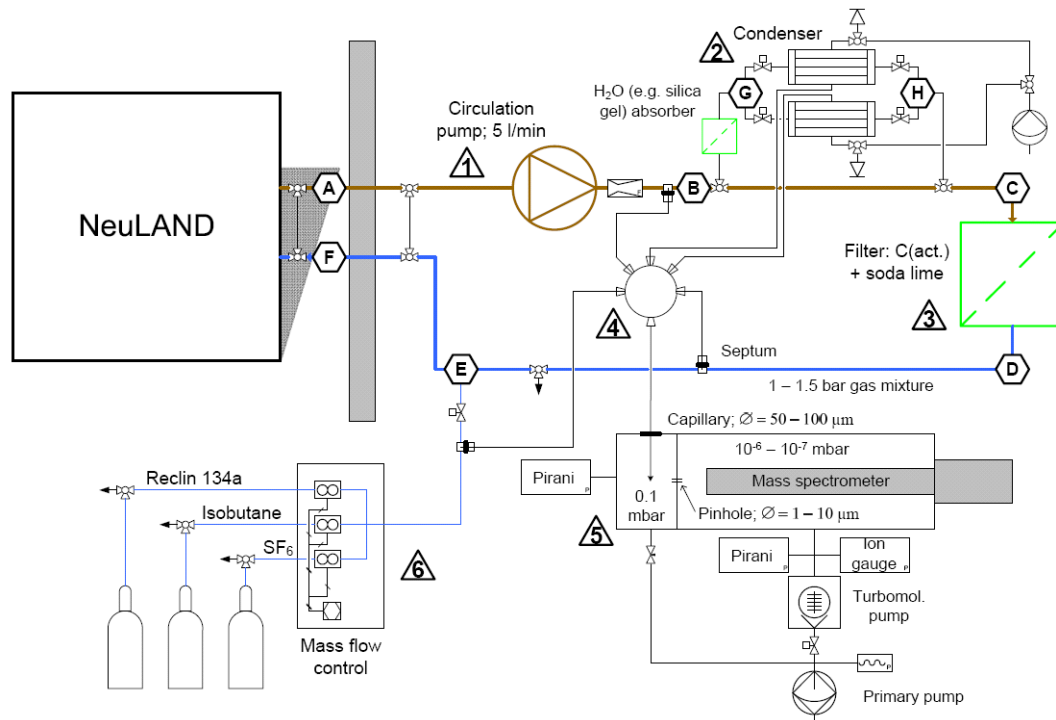 Condenser
2
G
H
H₂O (e.g. silica
gel) absorber
Circulation
pump; 5 l/min
1
NeuLAND
A
F
B
C
F
Filter: C(act.)
+ soda lime
3
4
E
Septum
D
1 – 1.5 bar gas mixture
Capillary; ∅ = 50 – 100 μm
10⁻⁶ – 10⁻⁷ mbar
Pirani
P
Mass spectrometer
0.1
mbar
Pinhole; ∅ = 1 – 10 μm
5
Reclin 134a
Isobutane
SF₆
6
Mass flow
control
Pirani
P
Ion
gauge
P
Turbomol.
pump
P
Primary pump